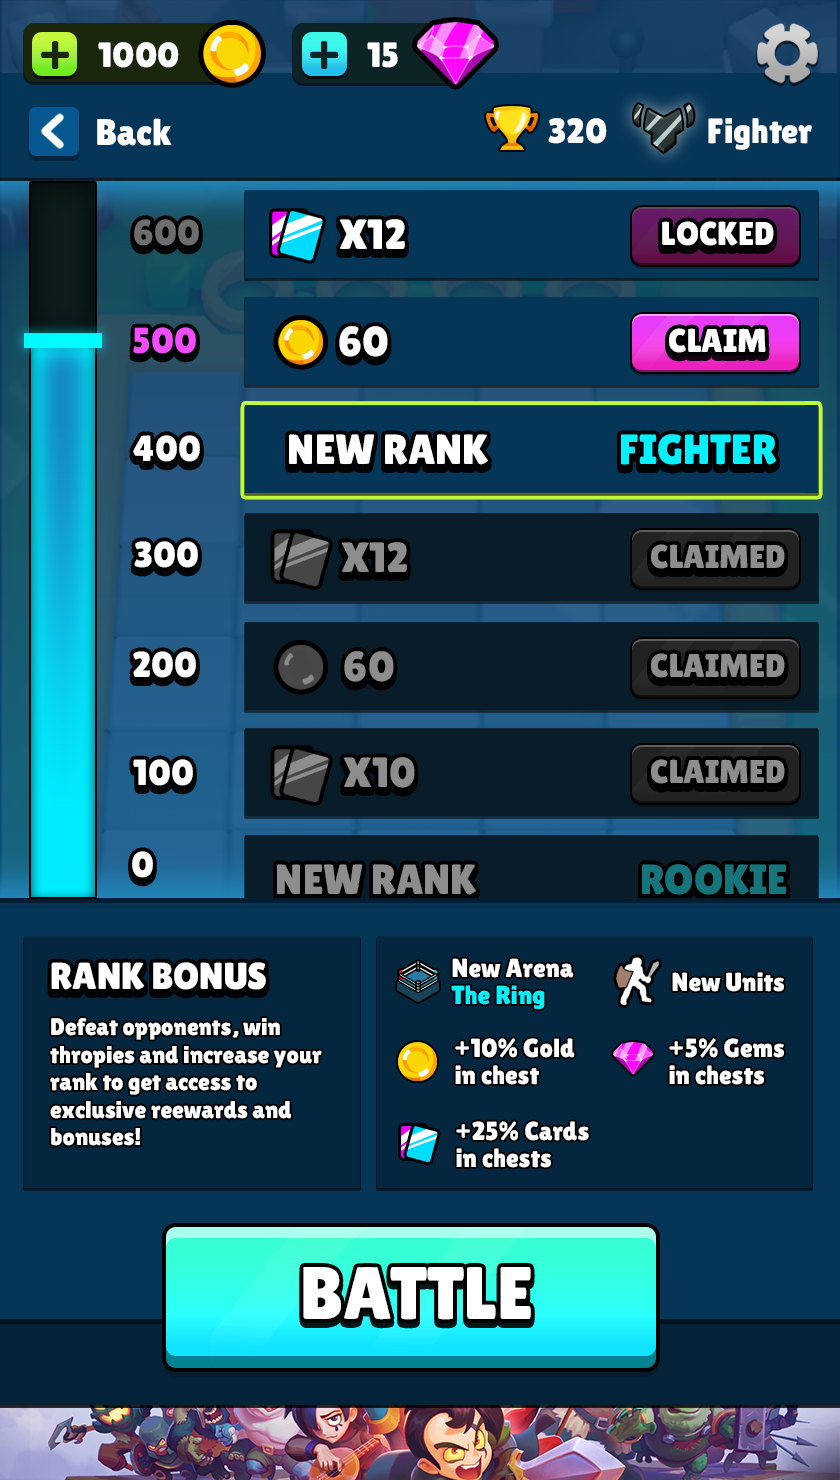 1000 15
Back 320 Fighter
600 X12 LOCKED
500 60 CLAIM
400 NEW RANK FIGHTER
300 X12 CLAIMED
200 60 CLAIMED
100 X10 CLAIMED
0 NEW RANK ROOKIE
RANK BONUS
Defeat opponents, win
thropies and increase your
rank to get access to
exclusive reewards and
bonuses!
New Arena
The Ring
New Units
+10% Gold
in chest
+5% Gems
in chests
+25% Cards
in chests
BATTLE